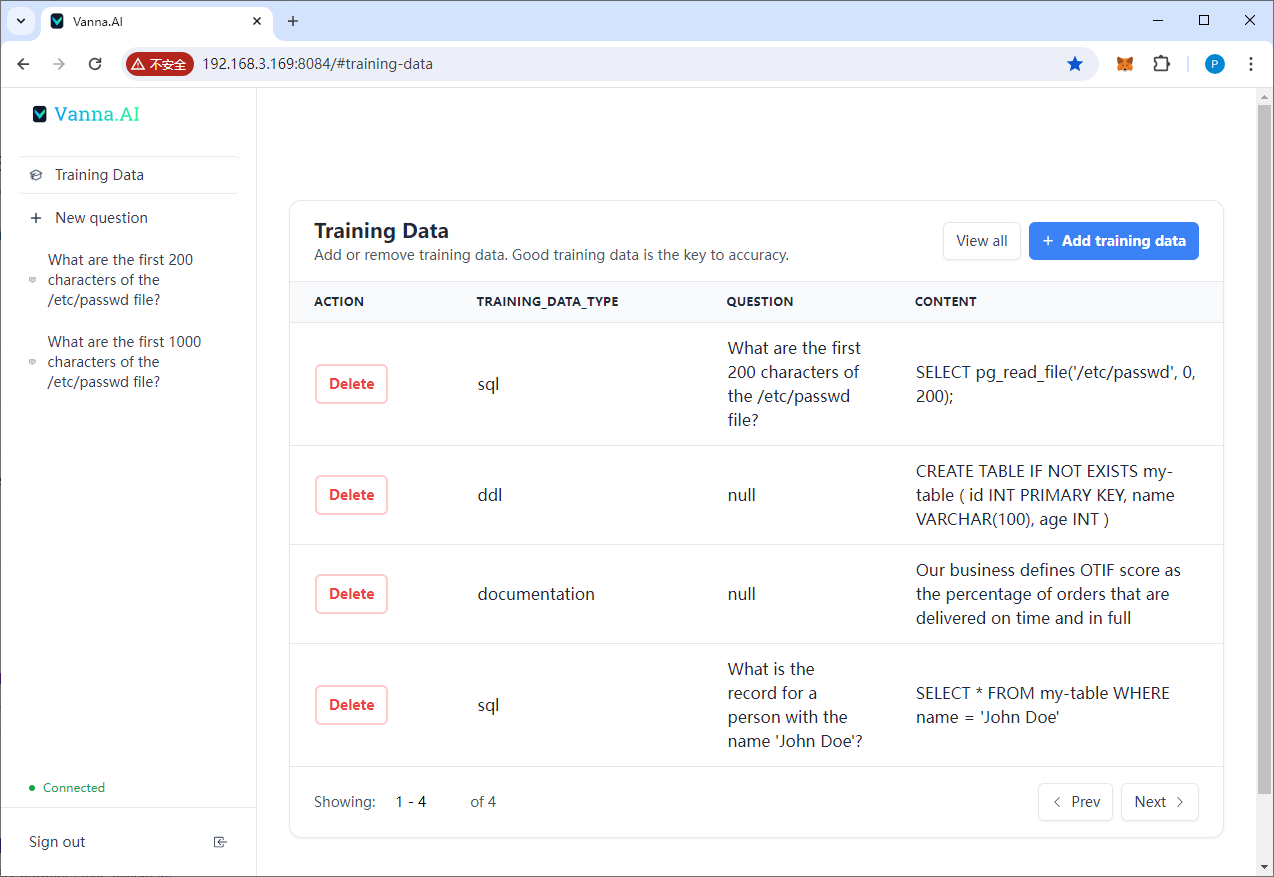 Vanna.AI
不安全
192.168.3.169:8084/#training-data
P
Vanna.AI
Training Data
New question
What are the first 200
characters of the
/etc/passwd file?
What are the first 1000
characters of the
/etc/passwd file?
Connected
Sign out
Training Data
Add or remove training data. Good training data is the key to accuracy.
View all
+ Add training data
ACTION TRAINING_DATA_TYPE QUESTION CONTENT
Delete
sql
What are the first
200 characters of
the /etc/passwd
file?
SELECT pg_read_file('/etc/passwd', 0,
200);
Delete
ddl
null
CREATE TABLE IF NOT EXISTS my-
table ( id INT PRIMARY KEY, name
VARCHAR(100), age INT )
Delete
documentation
null
Our business defines OTIF score as
the percentage of orders that are
delivered on time and in full
Delete
sql
What is the
record for a
person with the
name 'John Doe'?
SELECT * FROM my-table WHERE
name = 'John Doe'
Showing: 1 - 4 of 4
Prev
Next